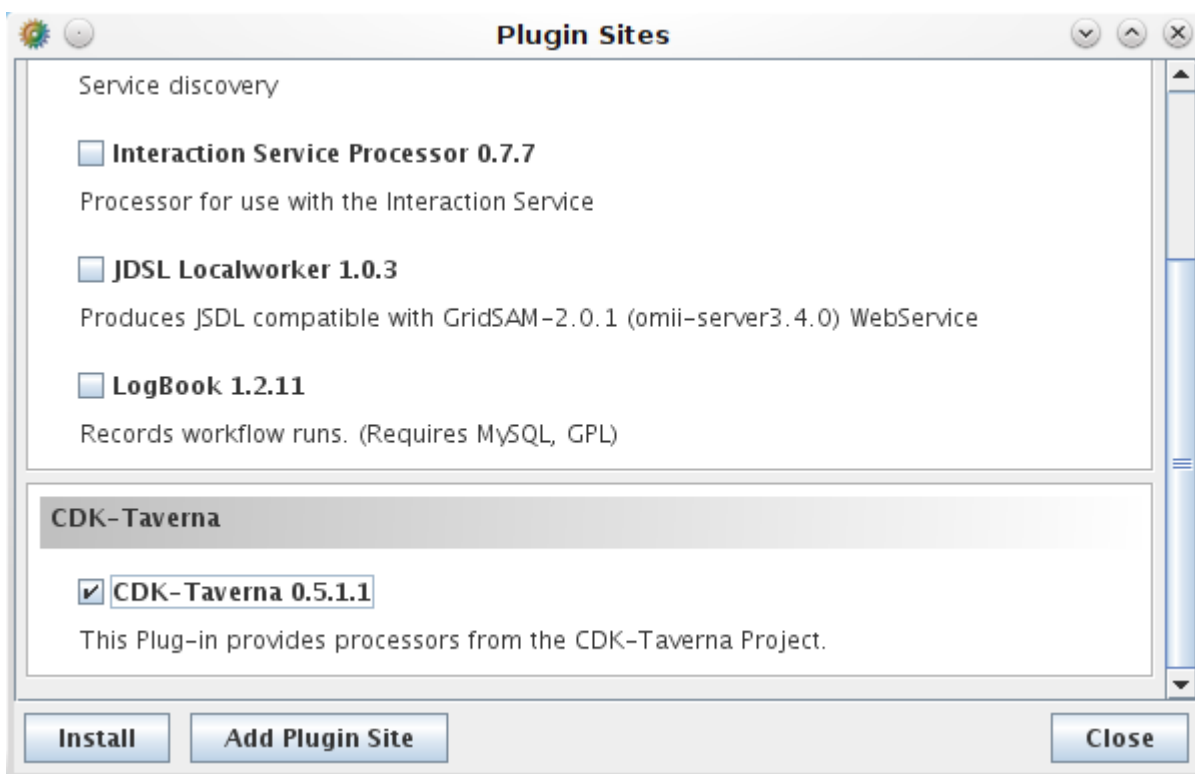 Plugin Sites
Service discovery
Interaction Service Processor 0.7.7
Processor for use with the Interaction Service
JDSL Localworker 1.0.3
Produces JSDL compatible with GridSAM-2.0.1 (omii-server3.4.0) WebService
LogBook 1.2.11
Records workflow runs. (Requires MySQL, GPL)
CDK-Taverna
CDK-Taverna 0.5.1.1
This Plug-in provides processors from the CDK-Taverna Project.
Install Add Plugin Site Close